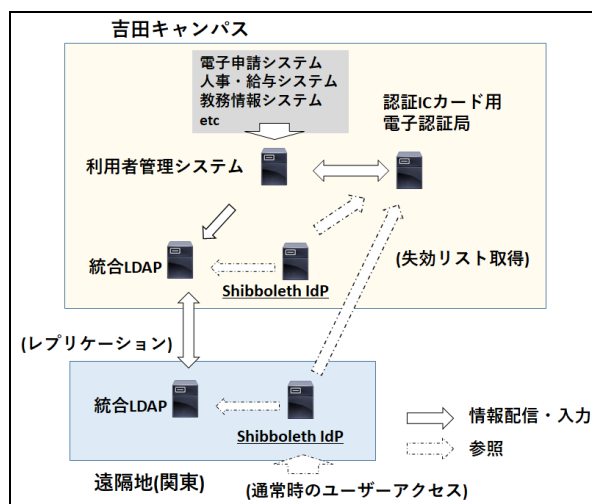 吉田キャンパス
電子申請システム
人事・給与システム
教務情報システム
etc
認証ICカード用
電子認証局
利用者管理システム
統合LDAP
Shibboleth IdP
(失効リスト取得)
(レプリケーション)
統合LDAP
Shibboleth IdP
情報配信・入力
参照
遠隔地(関東)
(通常時のユーザーアクセス)